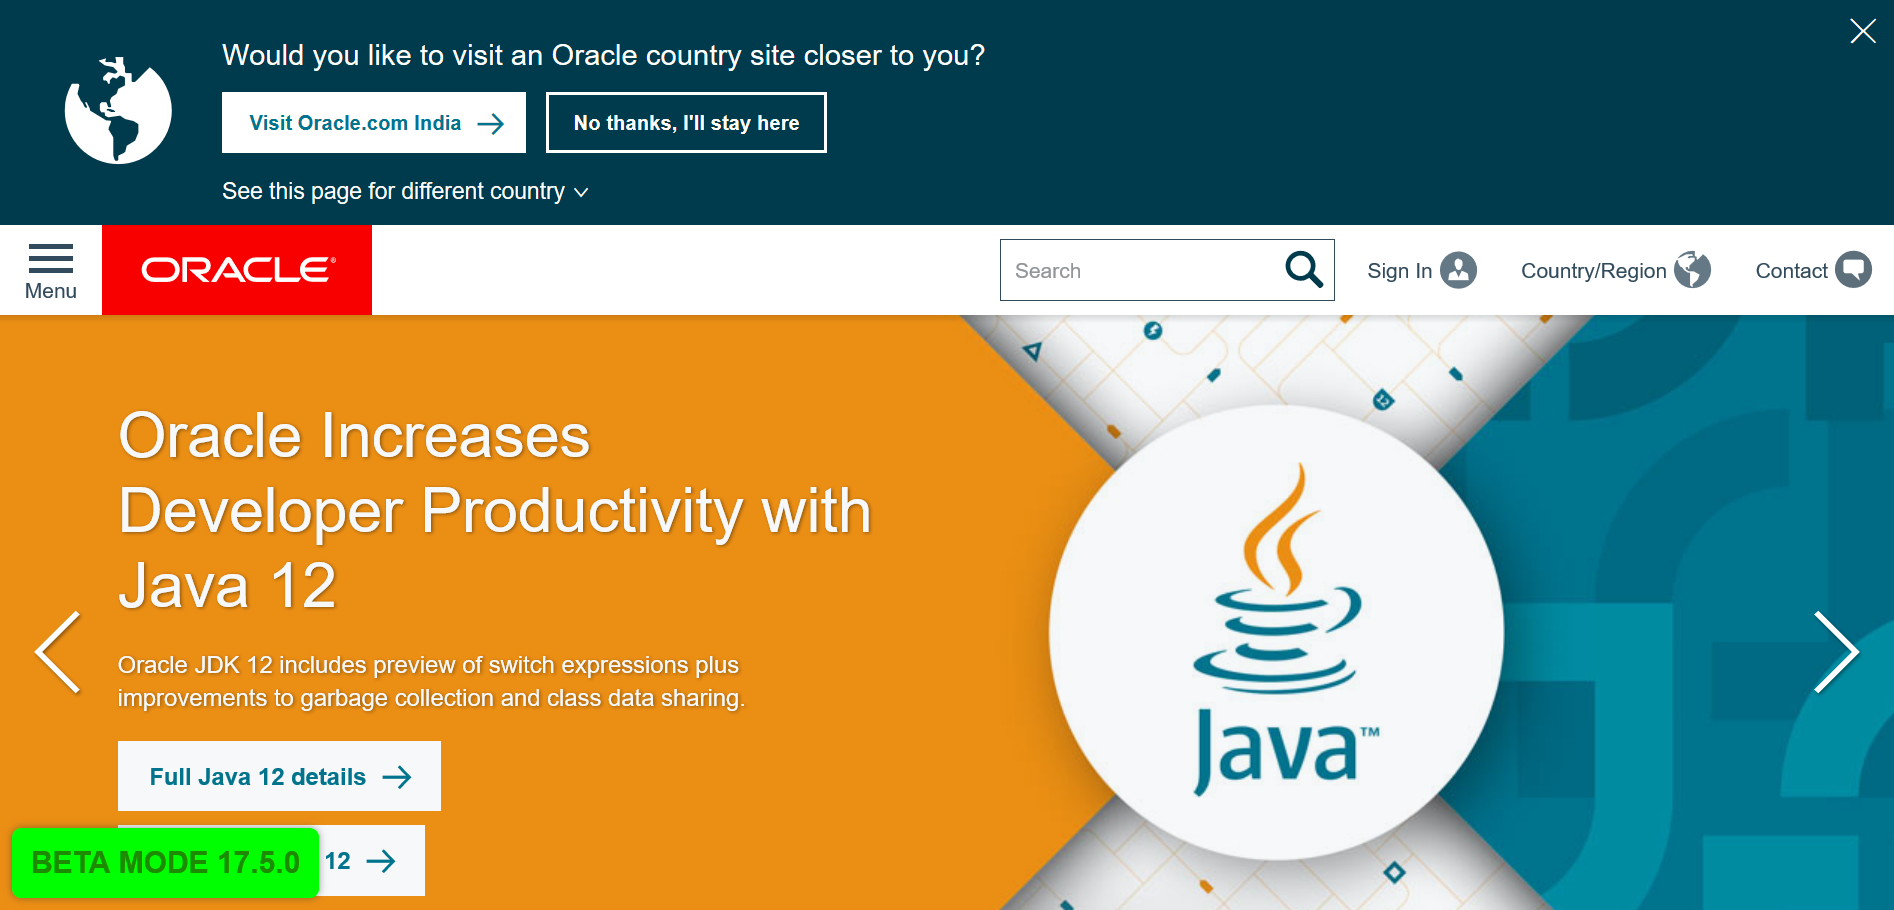 Would you like to visit an Oracle country site closer to you?
Visit Oracle.com India
No thanks, I'll stay here
See this page for different country
Menu
ORACLE®
Search
Sign In
Country/Region
Contact
12
Oracle Increases
Developer Productivity with
Java 12
Oracle JDK 12 includes preview of switch expressions plus
improvements to garbage collection and class data sharing.
Full Java 12 details
12
BETA MODE 17.5.0
Java™